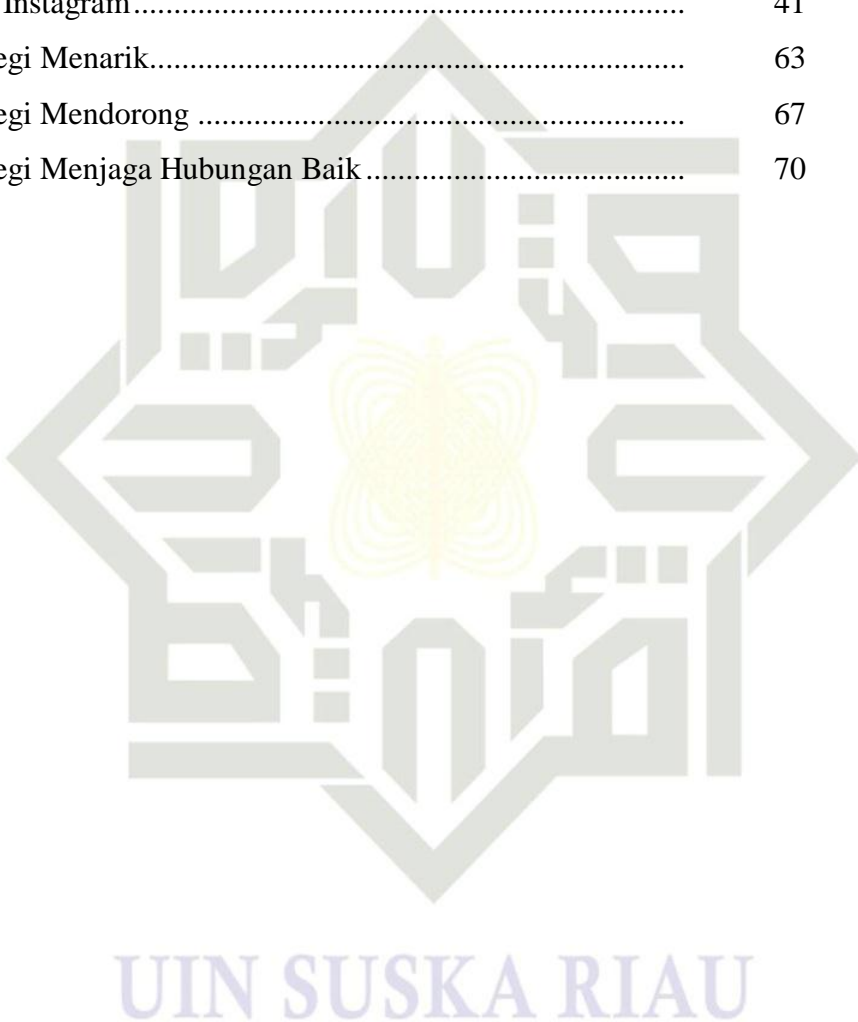 Instagram.......................................................................... 41
egi Menarik.................................................................... 63
egi Mendorong .............................................................. 67
egi Menjaga Hubungan Baik ........................................ 70
UIN SUSKA RIAU